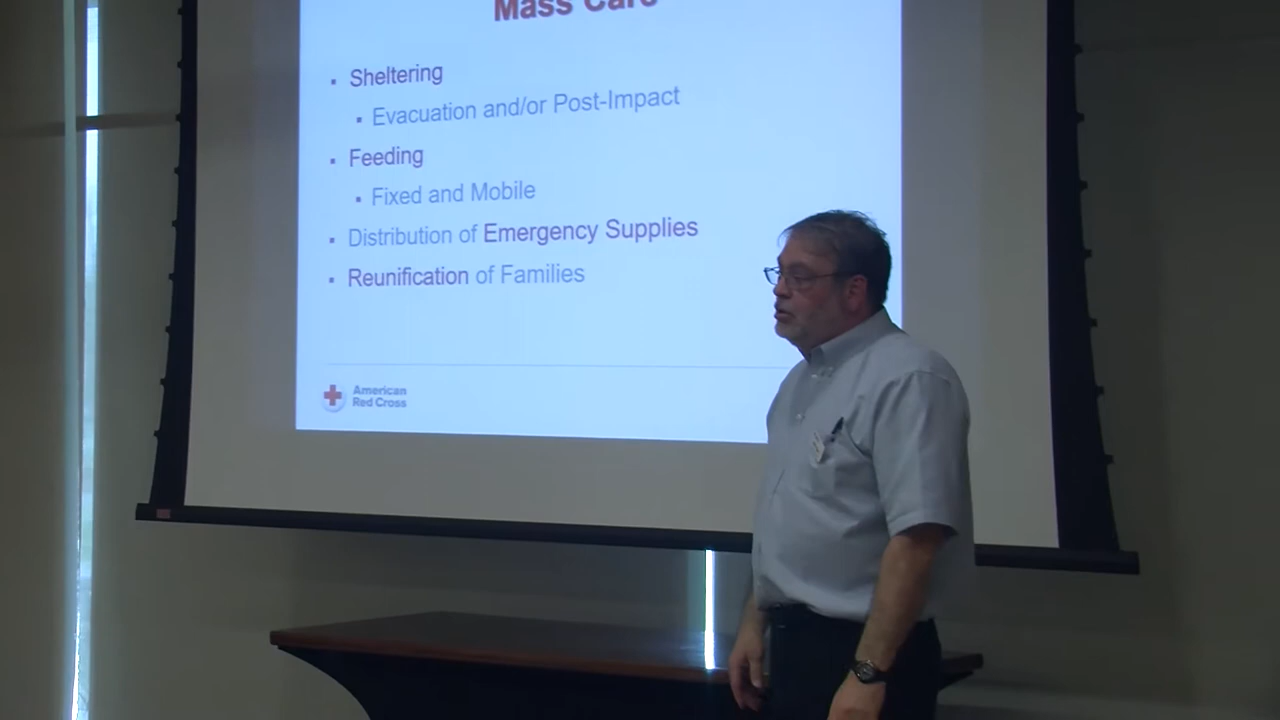 Mass Care
▪ Sheltering
▪ Evacuation and/or Post-Impact
▪ Feeding
▪ Fixed and Mobile
▪ Distribution of Emergency Supplies
▪ Reunification of Families
American
Red Cross